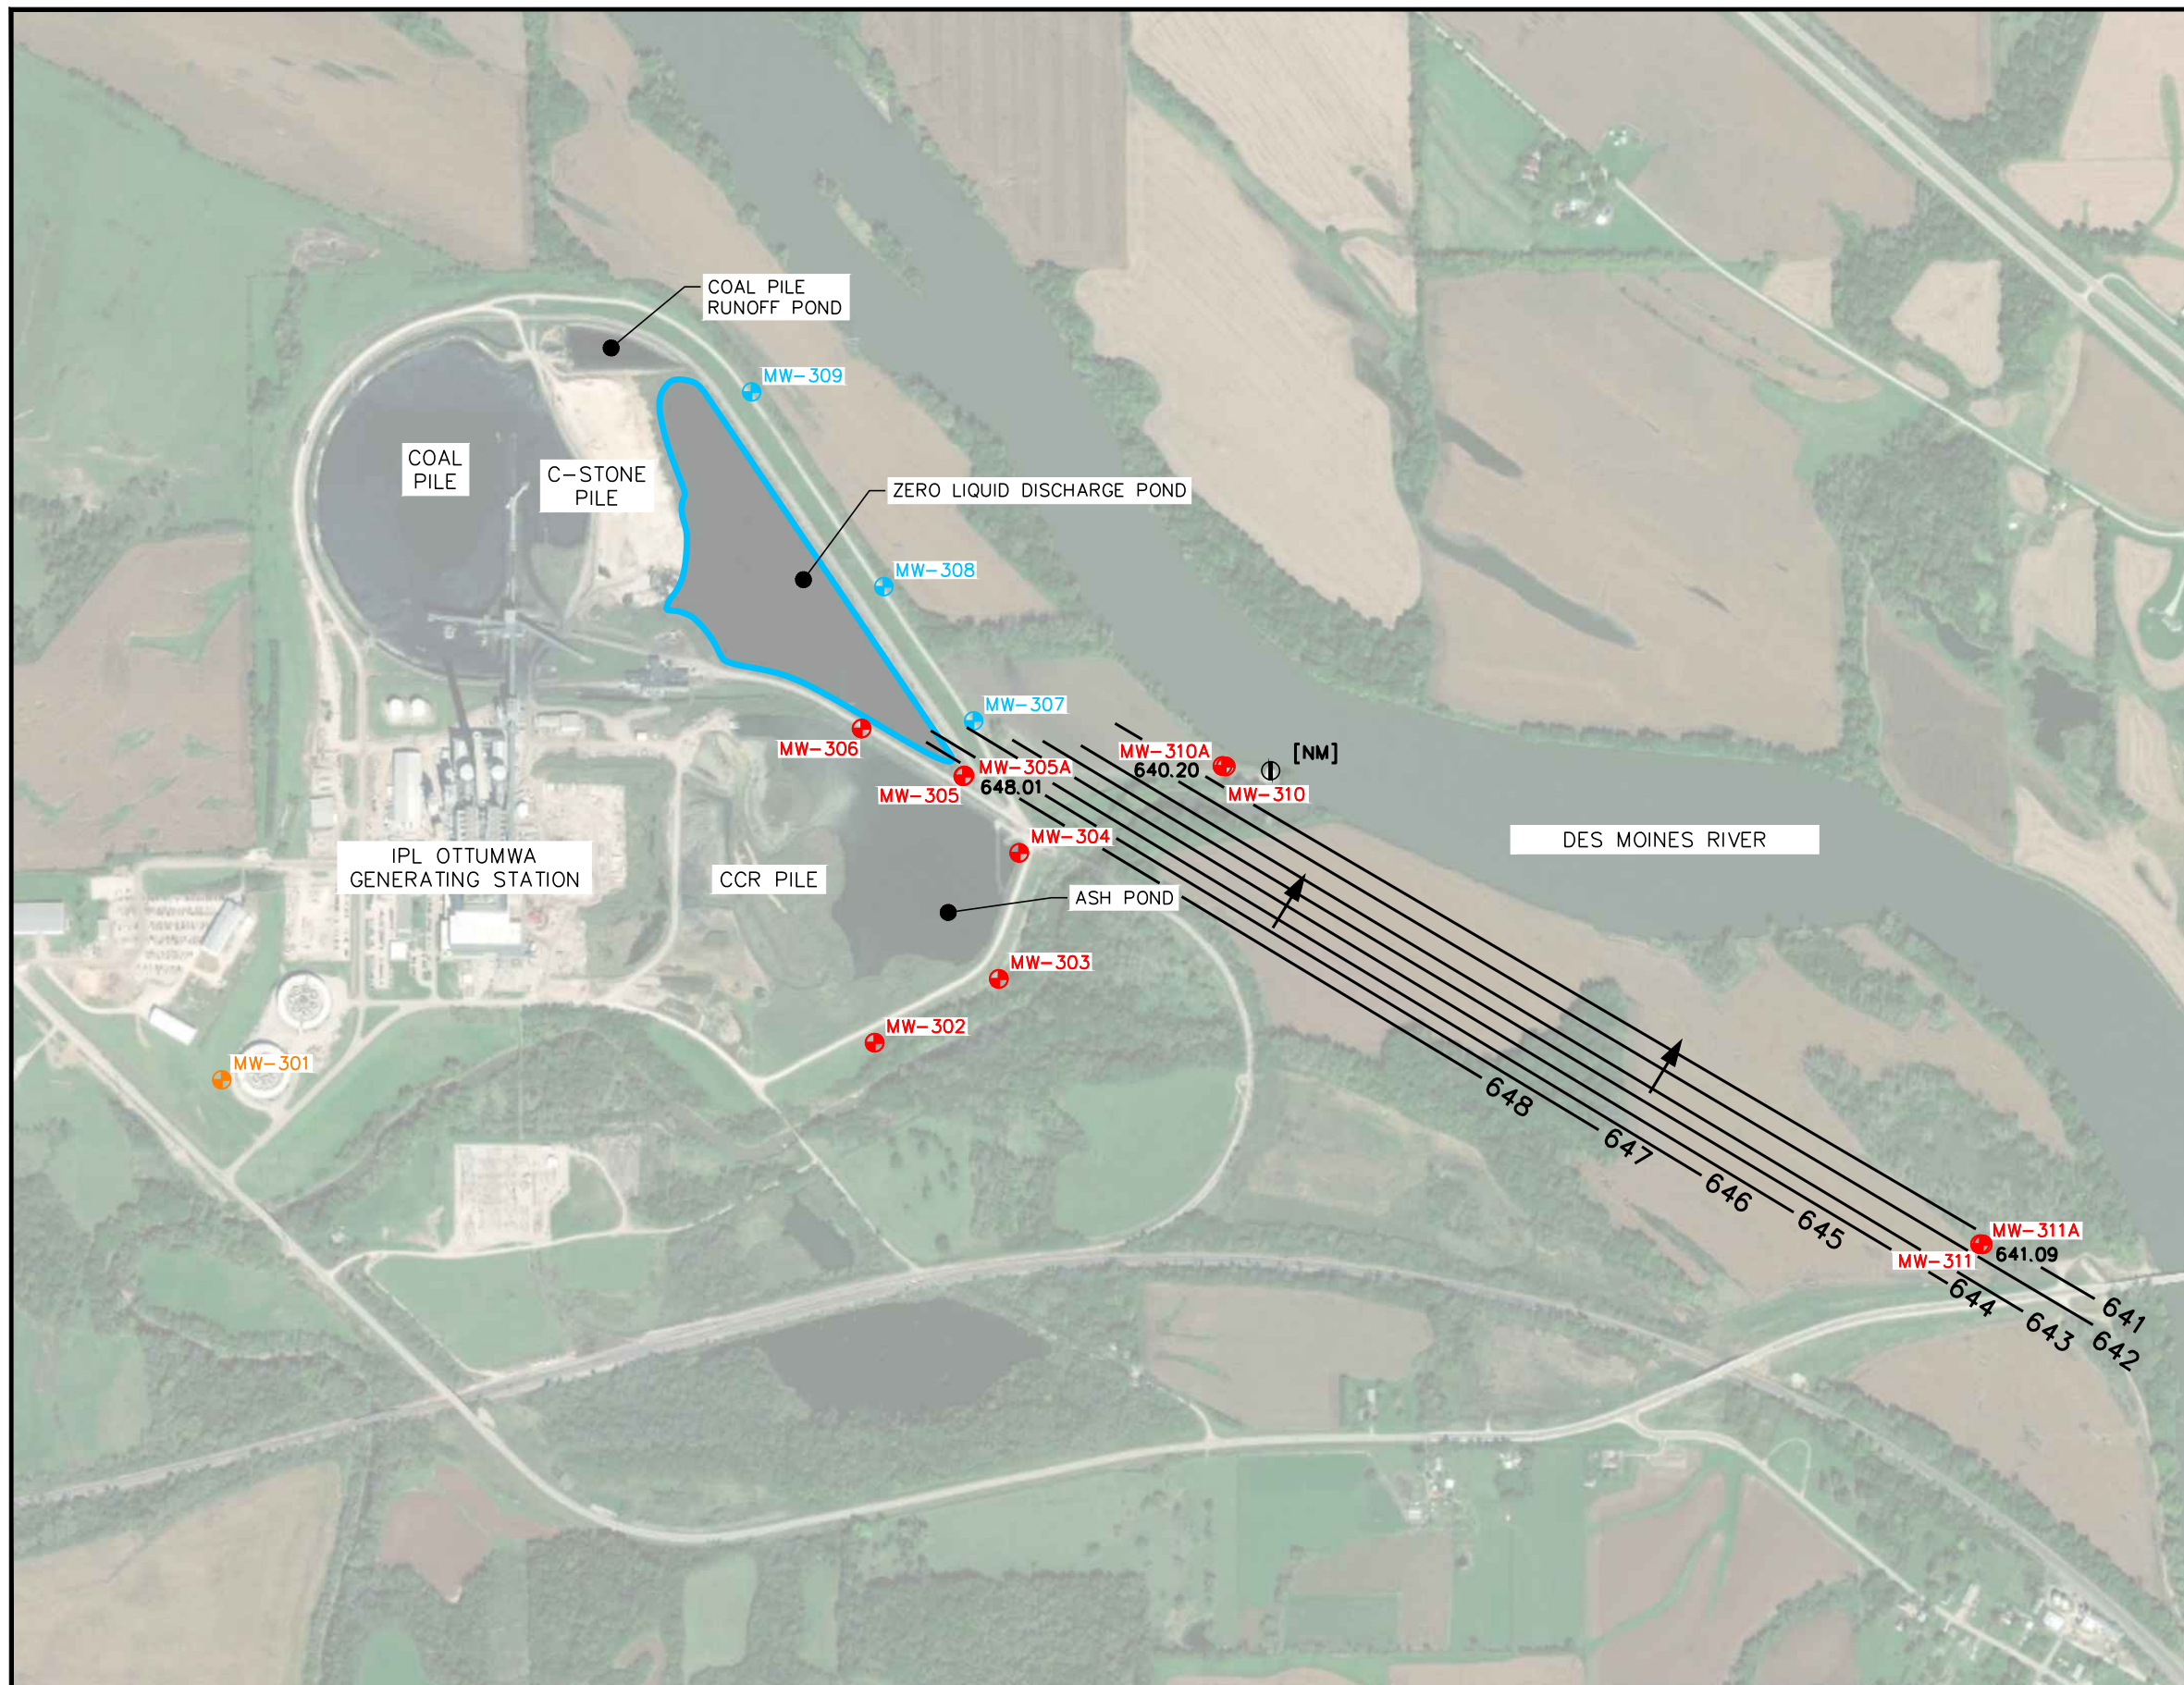 COAL PILE
RUNOFF POND
MW-309
COAL
PILE
C-STONE
PILE
ZERO LIQUID DISCHARGE POND
MW-308
MW-307
MW-306
MW-310A
640.20
[NM]
MW-310
MW-305A
648.01
MW-305
MW-304
DES MOINES RIVER
IPL OTTUMWA
GENERATING STATION
CCR PILE
ASH POND
MW-303
MW-302
MW-301
648
647
646
645
MW-311A
641.09
MW-311
644
643
641
642